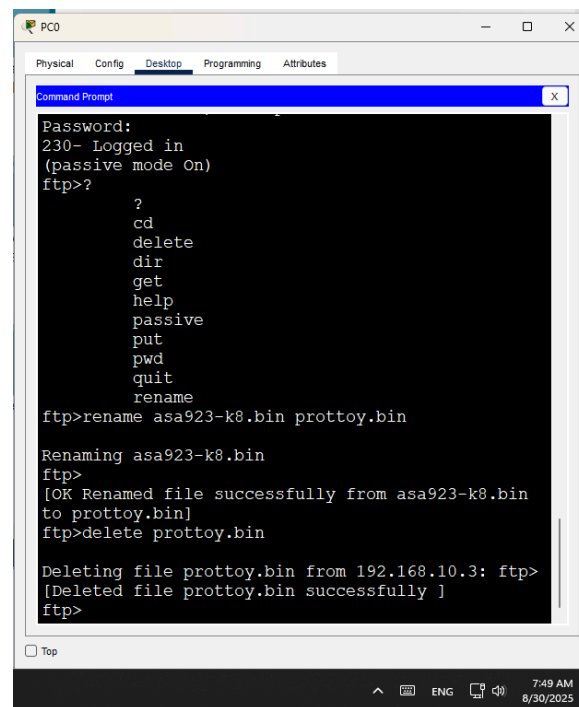 PC0
Physical Config Desktop Programming Attributes
Command Prompt
X
Password:
230- Logged in
(passive mode On)
ftp>?
?
cd
delete
dir
get
help
passive
put
pwd
quit
rename
ftp>rename asa923-k8.bin prottoy.bin
Renaming asa923-k8.bin
ftp>
[OK Renamed file successfully from asa923-k8.bin
to prottoy.bin]
ftp>delete prottoy.bin
Deleting file prottoy.bin from 192.168.10.3: ftp>
[Deleted file prottoy.bin successfully ]
ftp>
Top
ENG
7:49 AM
8/30/2025